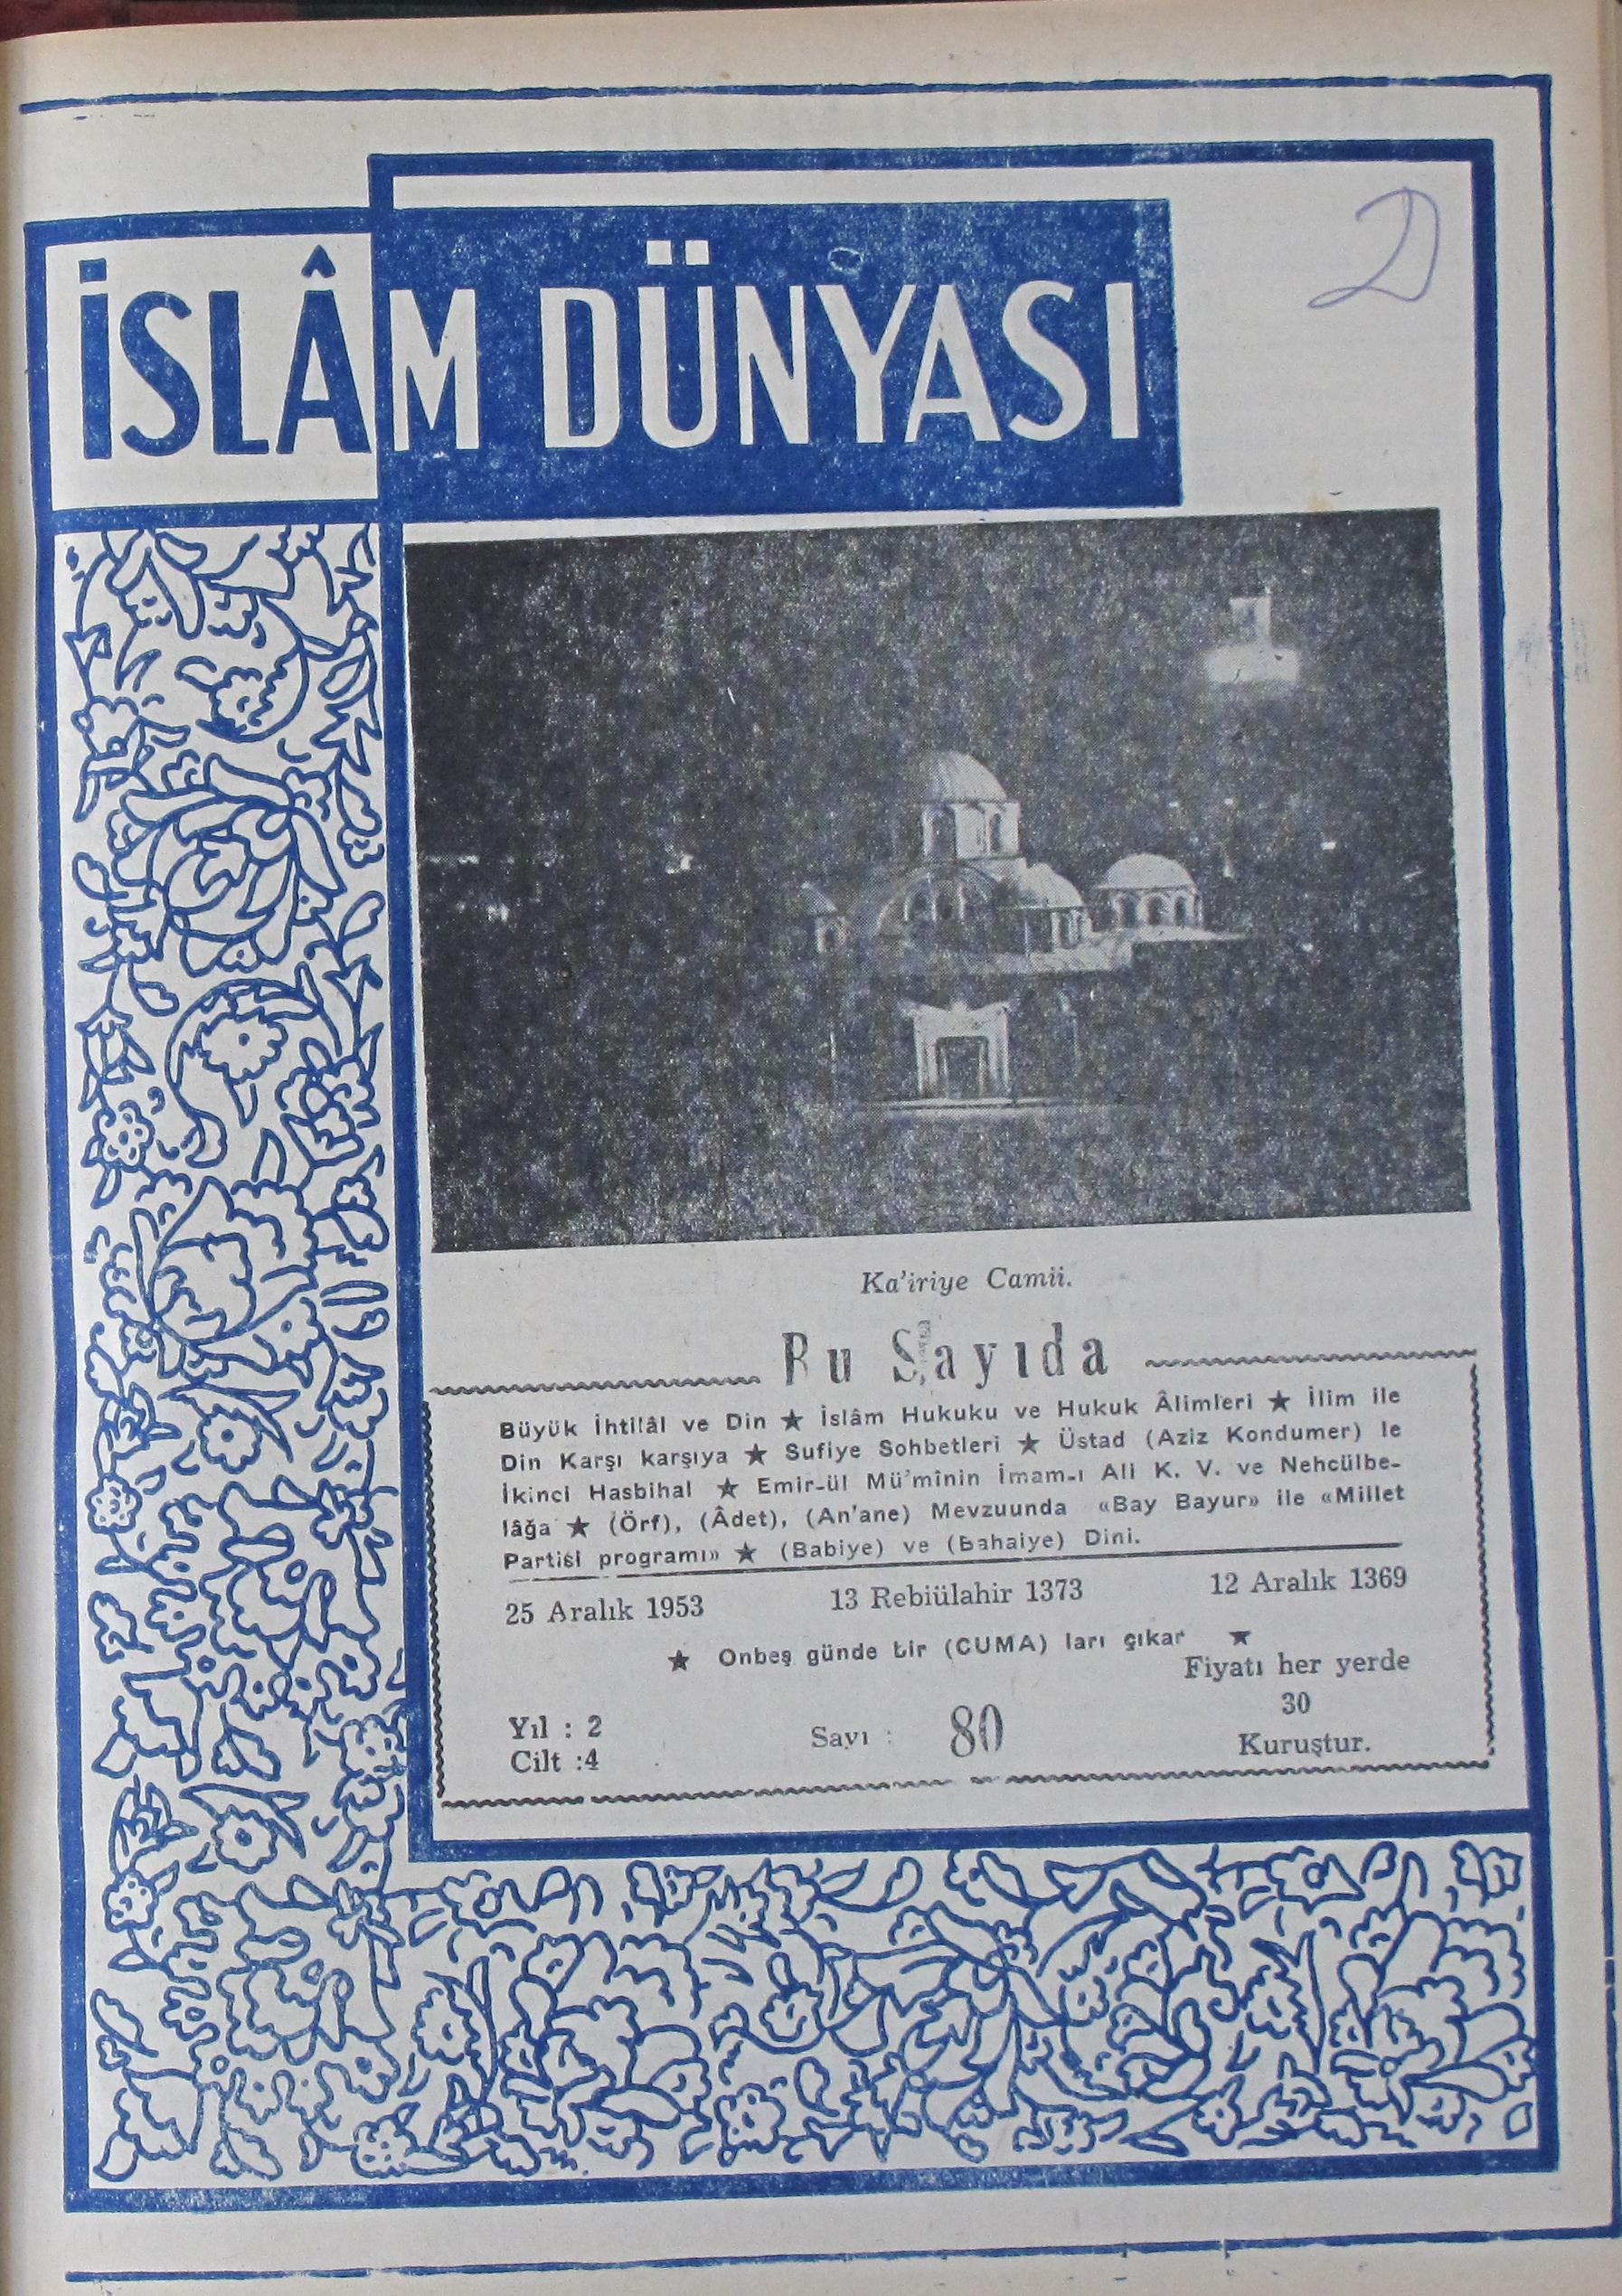 İSLÂM DÜNYASI
Ka'iriye Camii.
Bu Sayıda
Büyük İhtilâl ve Din ★ İslâm Hukuku ve Hukuk Âlimleri ★ İlim ile
Din Karşı karşıya ★ Sufiye Sohbetleri ★ Üstad (Aziz Kondumer) le
İkinci Hasbihal ★ Emir-ül Mü'mînin İmam-ı Ali K. V. ve Nehcülbe-
lâğa ★ (Örf), (Âdet), (An'ane) Mevzuunda «Bay Bayur» ile «Millet
Partisi programı» ★ (Babiye) ve (Bahaiye) Dini.
25 Aralık 1953 13 Rebiülahir 1373 12 Aralık 1369
★ Onbeş günde bir (CUMA) ları çıkar ★
Fiyatı her yerde
30
Kuruştur.
Yıl : 2
Cilt :4
Sayı : 80